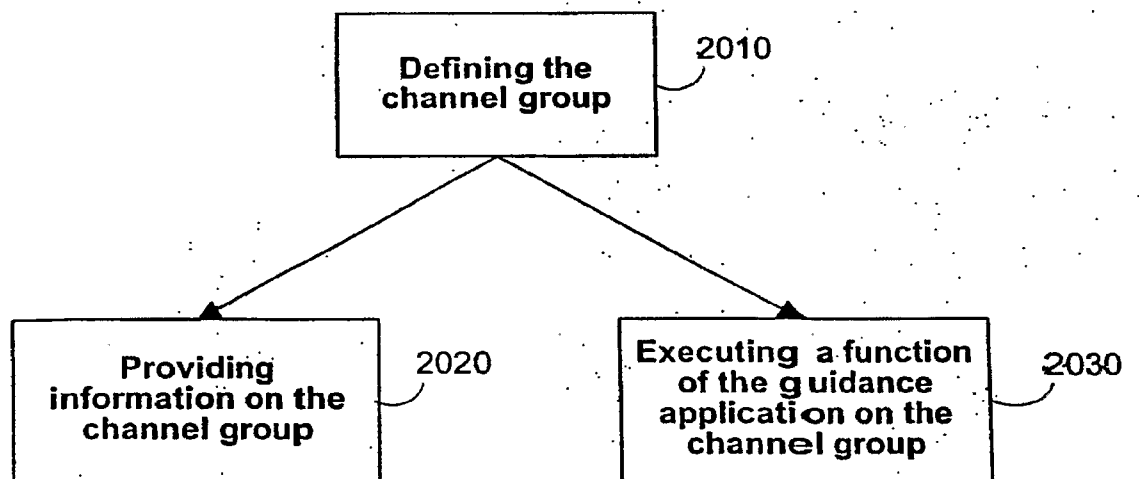 Defining the
channel group
2010
Providing
information on the
channel group
2020
Executing a function
of the guidance
application on the
channel group
2030